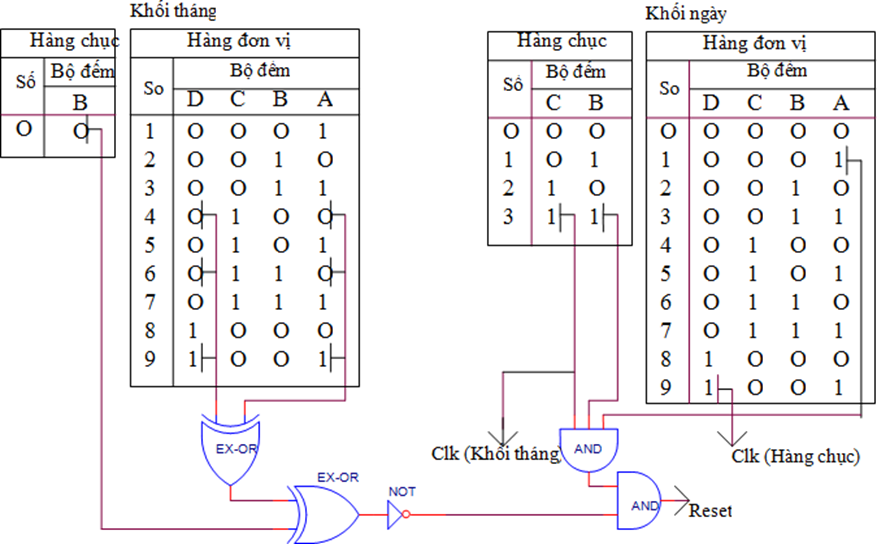 Khối tháng
Hàng chục
Số
Bộ đếm
B
O O
Hàng đơn vị
So
Bộ đếm
D C B A
1 O O O 1
2 O O 1 O
3 O O 1 1
4 O 1 O O
5 O 1 O 1
6 O 1 1 O
7 O 1 1 1
8 1 O O O
9 1 O O 1
Khối ngày
Hàng chục
Số
Bộ đếm
C B
O O O
1 O 1
2 1 O
3 1 1
Hàng đơn vị
So
Bộ đếm
D C B A
O O O O O
1 O O O 1
2 O O 1 O
3 O O 1 1
4 O 1 O O
5 O 1 O 1
6 O 1 1 O
7 O 1 1 1
8 1 O O O
9 1 O O 1
EX-OR
Clk (Khối tháng)
AND
Clk (Hàng chục)
EX-OR
NOT
AND
Reset